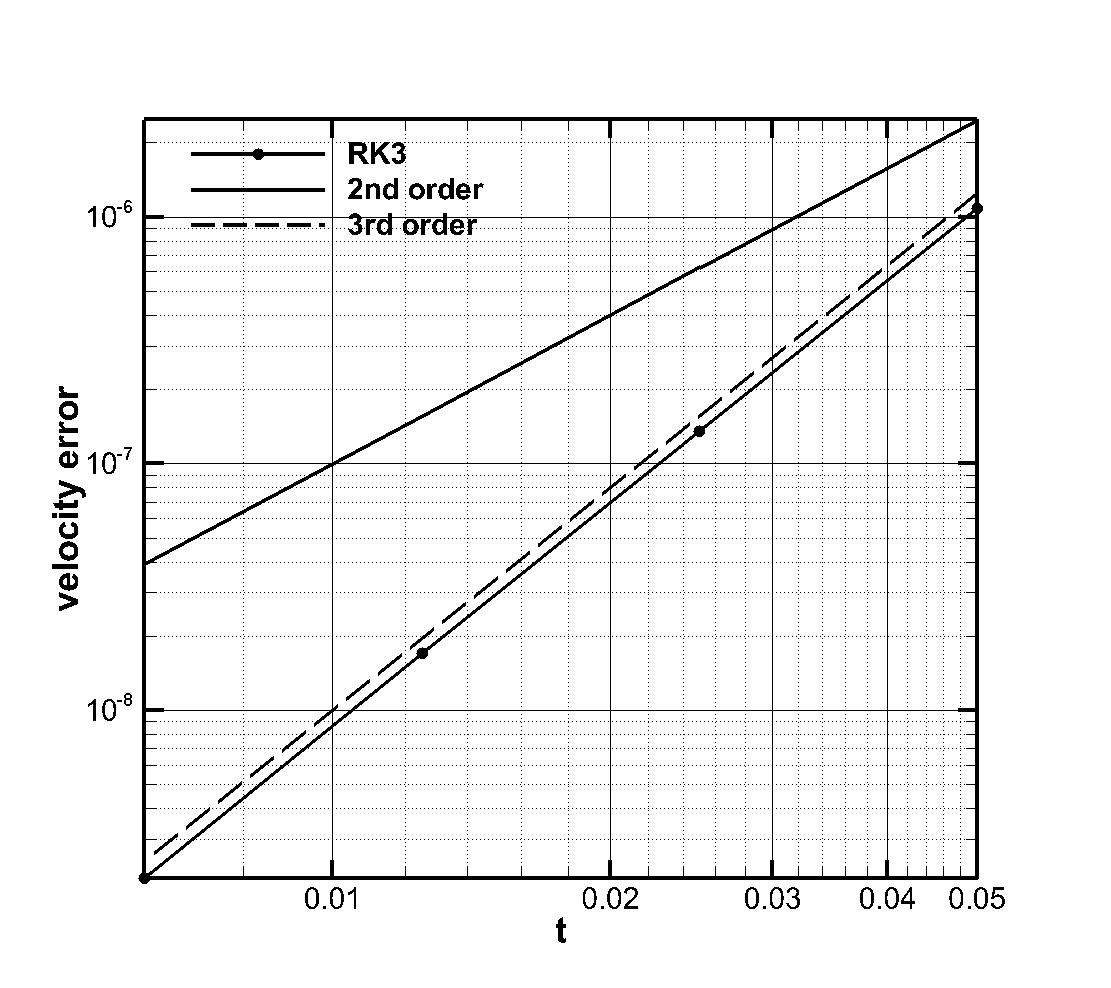 RK3
2nd order
3rd order
10-6
10-7
10-8
velocity error
0.01 0.02 0.03 0.04 0.05
t